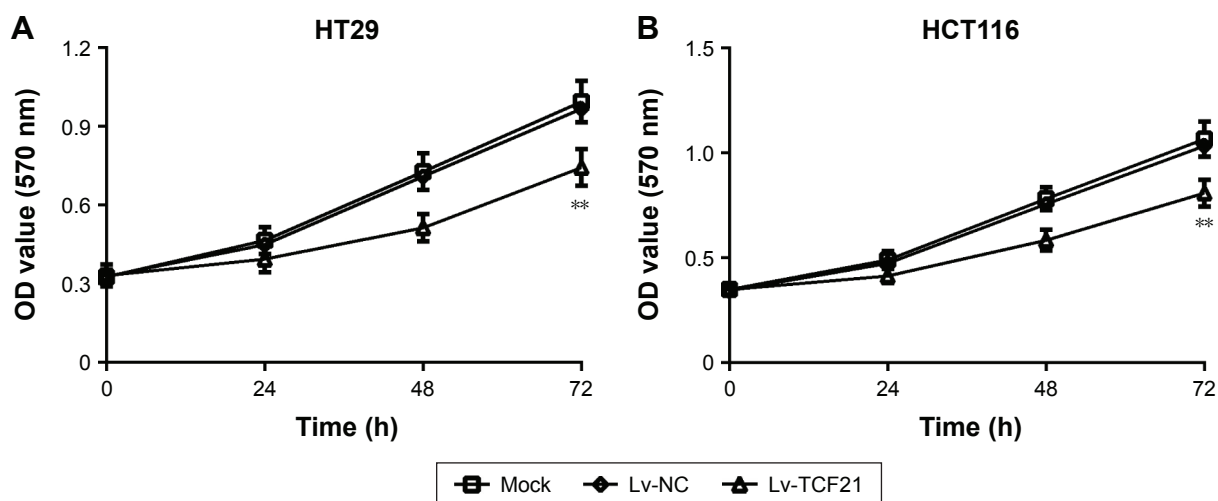 A
HT29
OD value (570 nm)
1.2
0.9
0.6
0.3
0
**
0 24 48 72
Time (h)
B
HCT116
OD value (570 nm)
1.5
1.0
0.5
0
**
0 24 48 72
Time (h)
Mock Lv-NC Lv-TCF21